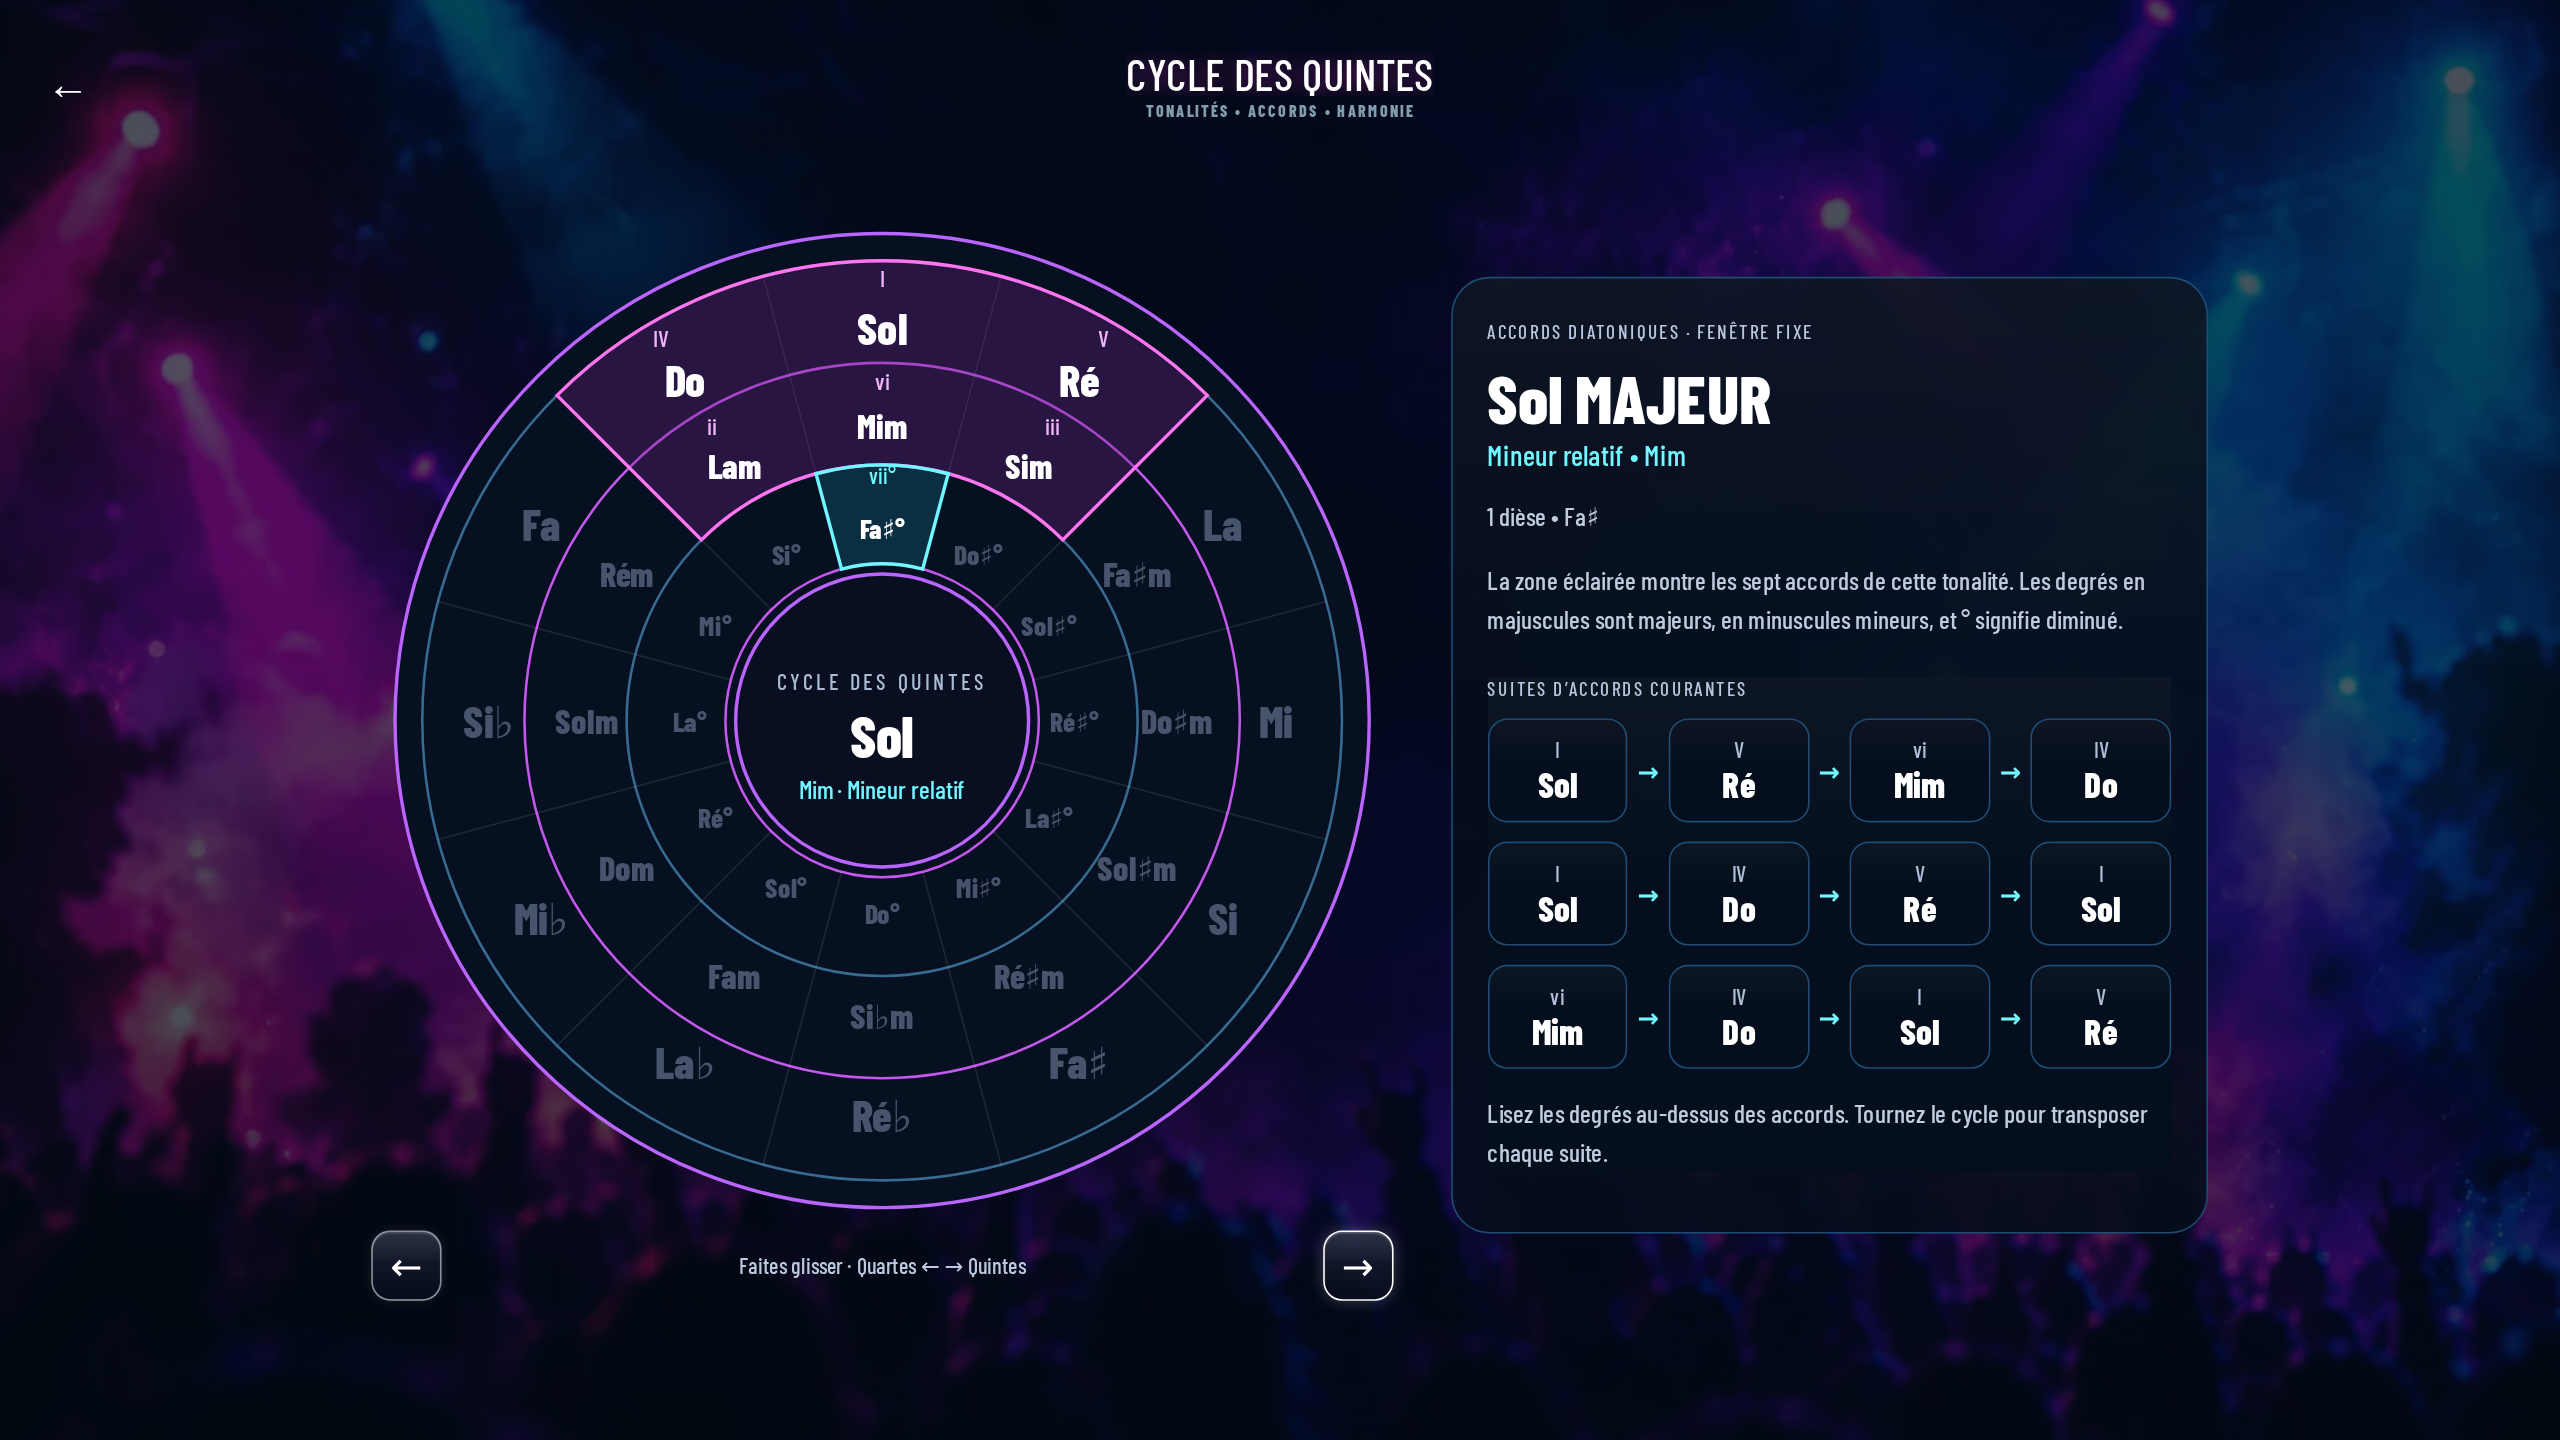 ←
CYCLE DES QUINTES
TONALITÉS • ACCORDS • HARMONIE
I
Sol
IV
Do
V
Ré
vi
Mim
ii
Lam
iii
Sim
vii°
Fa♯°
Fa
La
Rém
Fa♯m
Si°
Do♯°
Mi°
Sol♯°
Si♭
Solm
La°
Ré♯°
Do♯m
Mi
CYCLE DES QUINTES
Sol
Mim · Mineur relatif
Ré°
La♯°
Dom
Sol♯m
Sol°
Mi♯°
Do°
Mi♭
Si
Fam
Ré♯m
Si♭m
La♭
Fa♯
Ré♭
←
Faites glisser · Quartes ← → Quintes
→
ACCORDS DIATONIQUES · FENÊTRE FIXE
Sol MAJEUR
Mineur relatif • Mim
1 dièse • Fa♯
La zone éclairée montre les sept accords de cette tonalité. Les degrés en
majuscules sont majeurs, en minuscules mineurs, et ° signifie diminué.
SUITES D’ACCORDS COURANTES
I V vi IV
Sol → Ré → Mim → Do
I IV V I
Sol → Do → Ré → Sol
vi IV I V
Mim → Do → Sol → Ré
Lisez les degrés au-dessus des accords. Tournez le cycle pour transposer
chaque suite.